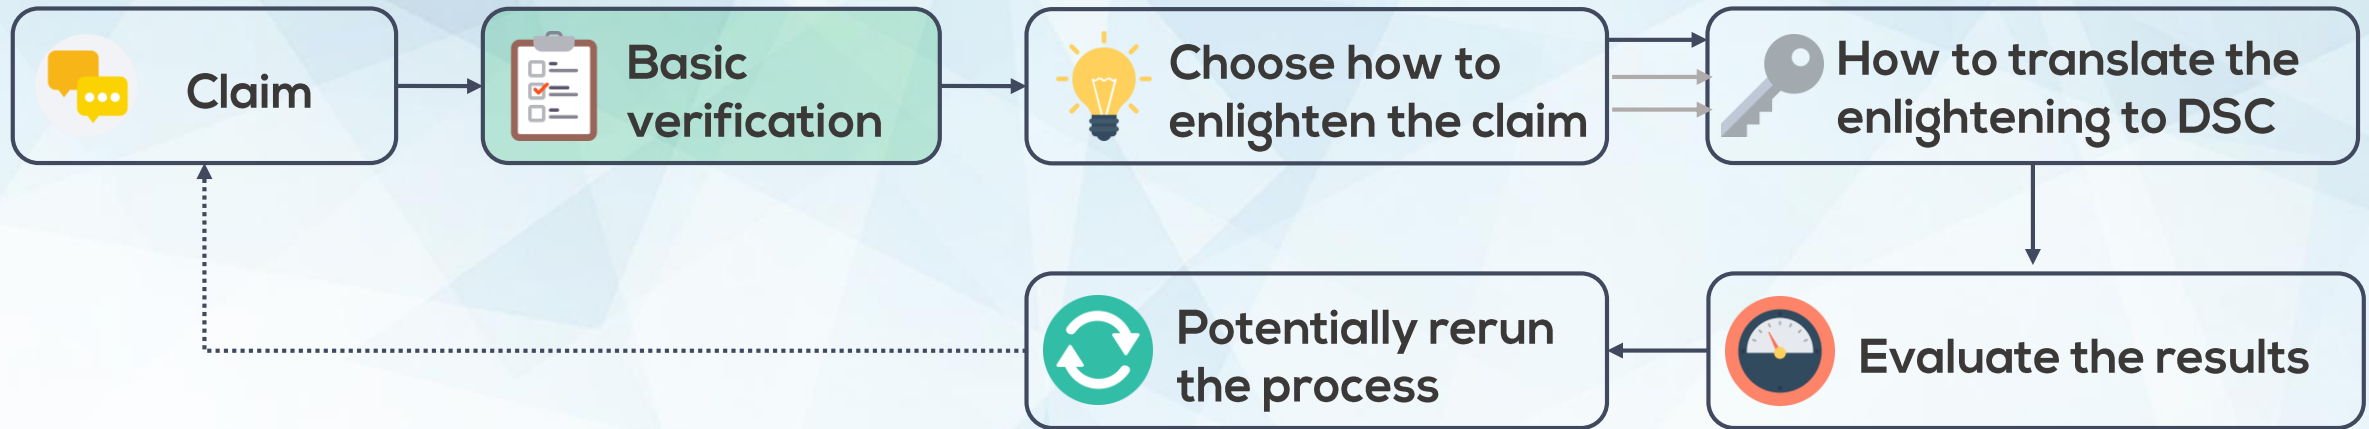 Claim
Basic
verification
Choose how to
enlighten the claim
How to translate the
enlightening to DSC
Potentially rerun
the process
Evaluate the results